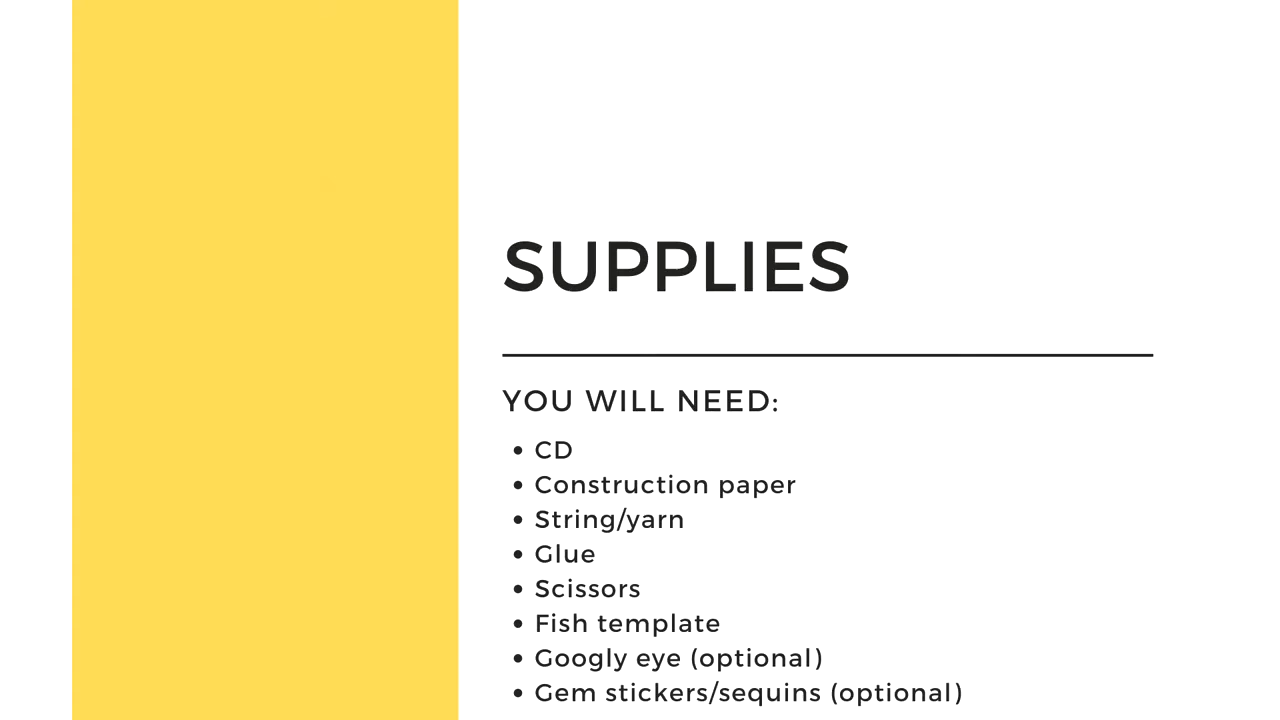 SUPPLIES
YOU WILL NEED:
• CD
• Construction paper
• String/yarn
• Glue
• Scissors
• Fish template
• Googly eye (optional)
• Gem stickers/sequins (optional)